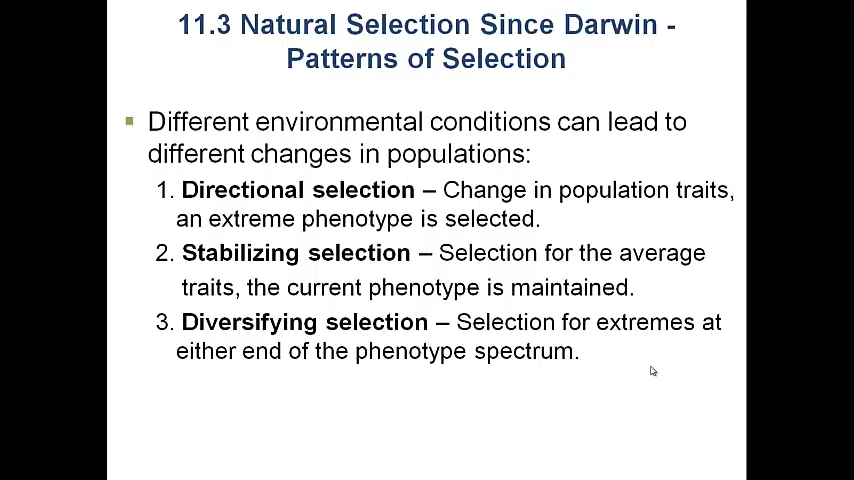 11.3 Natural Selection Since Darwin -
Patterns of Selection
Different environmental conditions can lead to
different changes in populations:
1. Directional selection – Change in population traits,
an extreme phenotype is selected.
2. Stabilizing selection – Selection for the average
traits, the current phenotype is maintained.
3. Diversifying selection – Selection for extremes at
either end of the phenotype spectrum.